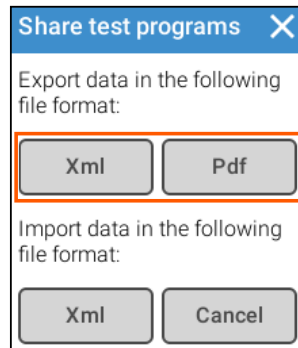 Share test programs
Export data in the following
file format:
Xml Pdf
Import data in the following
file format:
Xml Cancel